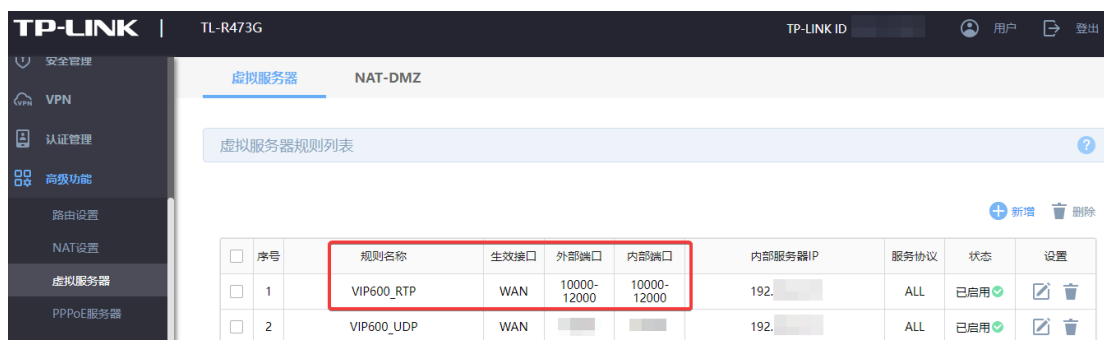 TP-LINK | TL-R473G TP-LINK ID 用户 登出
安全管理
VPN
认证管理
高级功能
路由设置
NAT设置
虚拟服务器
PPPoE服务器
虚拟服务器 NAT-DMZ
虚拟服务器规则列表 ?
新增 删除
序号 规则名称 生效接口 外部端口 内部端口 内部服务器IP 服务协议 状态 设置
1 VIP600_RTP WAN 10000-12000 10000-12000 192. ALL 已启用
2 VIP600_UDP WAN 192. ALL 已启用